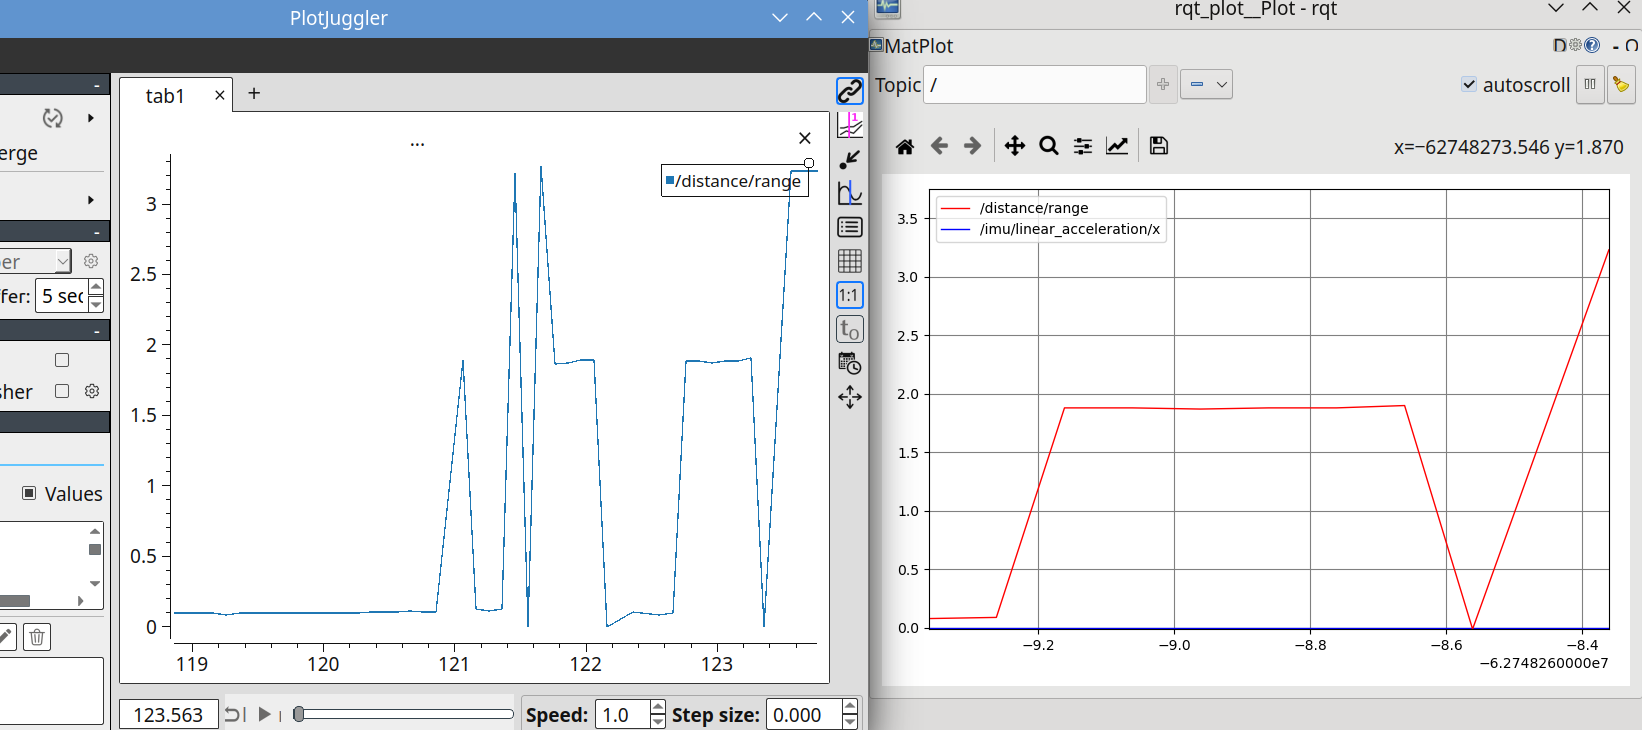 PlotJuggler
tab1 × +
erge
...
/distance/range
3
2.5
2
1.5
1
0.5
0
119 120 121 122 123
er
ffer: 5 sec
sher
Values
1
1:1
t0
123.563
Speed: 1.0 Step size: 0.000
rqt_plot__Plot - rqt
MatPlot
D ? - O
Topic / autoscroll
x=−62748273.546 y=1.870
/distance/range
/imu/linear_acceleration/x
3.5
3.0
2.5
2.0
1.5
1.0
0.5
0.0
−9.2 −9.0 −8.8 −8.6 −8.4
−6.2748260000e7